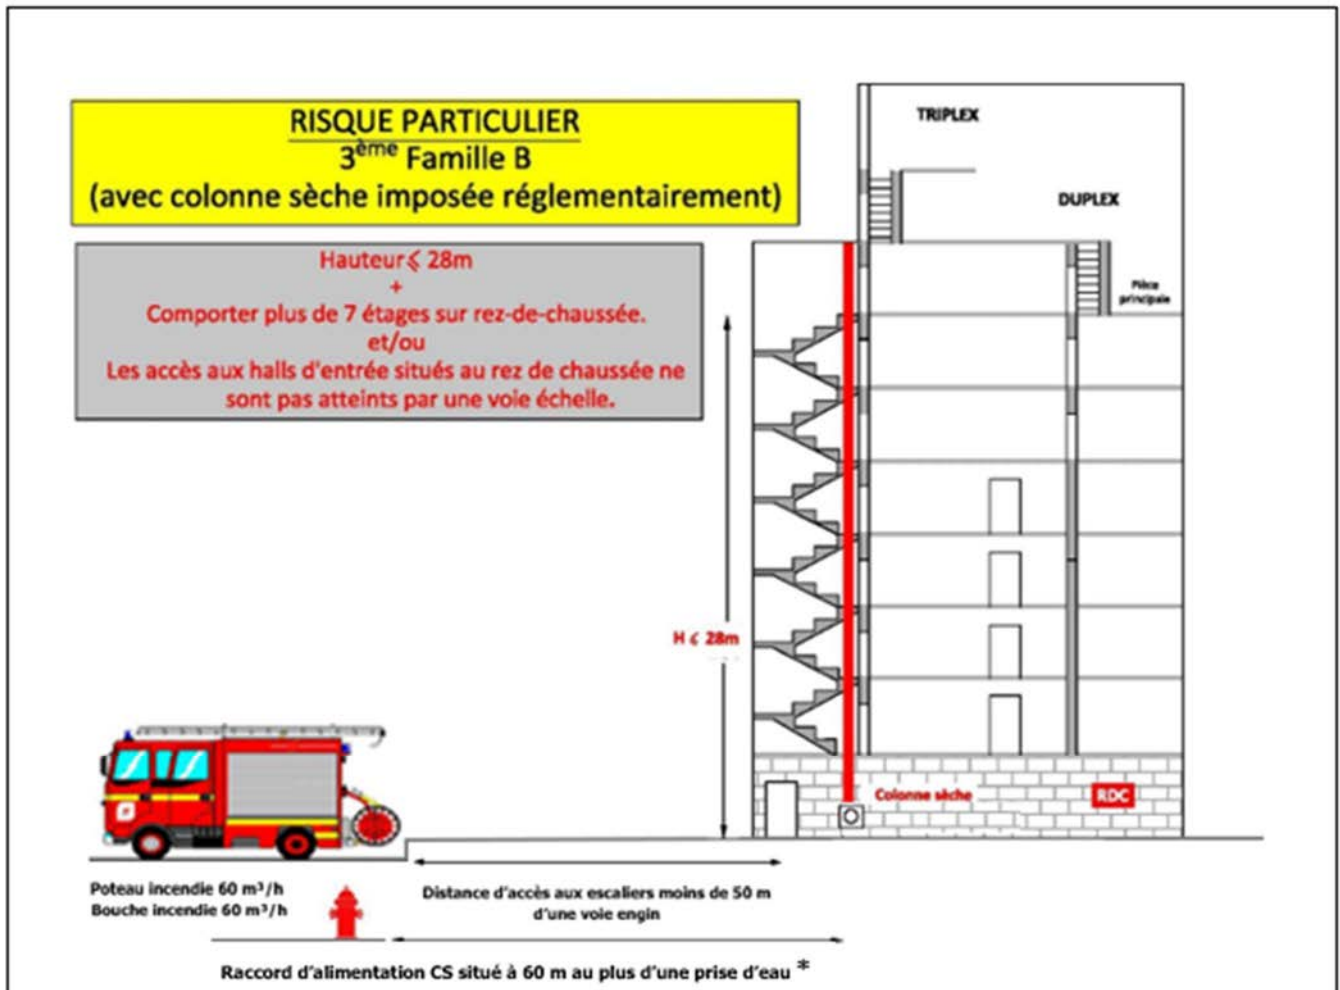 RISQUE PARTICULIER
3ème Famille B
(avec colonne sèche imposée réglementairement)
Hauteur⩽ 28m
+
Comporter plus de 7 étages sur rez-de-chaussée.
et/ou
Les accès aux halls d'entrée situés au rez de chaussée ne
sont pas atteints par une voie échelle.
TRIPLEX
DUPLEX
Pièce
principale
H ⩽ 28m
Colonne sèche
RDC
Poteau incendie 60 m³/h
Bouche incendie 60 m³/h
Distance d'accès aux escaliers moins de 50 m
d'une voie engin
Raccord d'alimentation CS situé à 60 m au plus d'une prise d'eau *